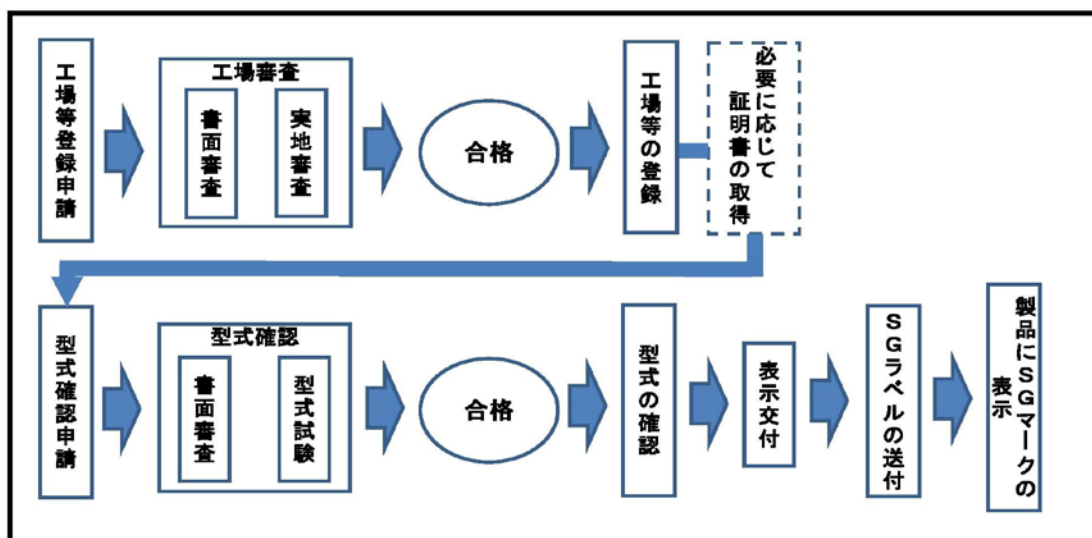 工場等登録申請
工場審査
書面審査
実地審査
合格
工場等の登録
必要に応じて
証明書の取得
型式確認申請
型式確認
書面審査
型式試験
合格
型式の確認
表示交付
SGラベルの送付
製品にSGマークの
表示